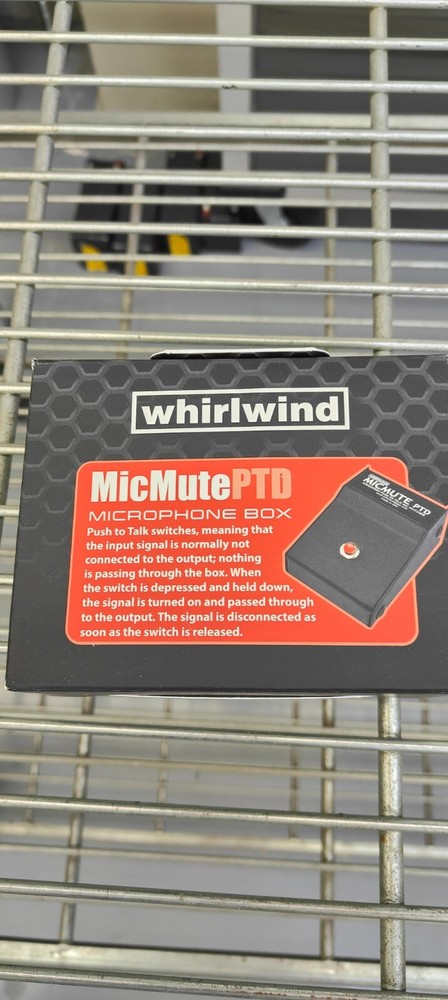 whirlwind
MicMutePTD
MICROPHONE BOX
Push to Talk switches, meaning that
the input signal is normally not
connected to the output; nothing
is passing through the box. When
the switch is depressed and held down,
the signal is turned on and passed through
to the output. The signal is disconnected as
soon as the switch is released.
MICMUTE PTD